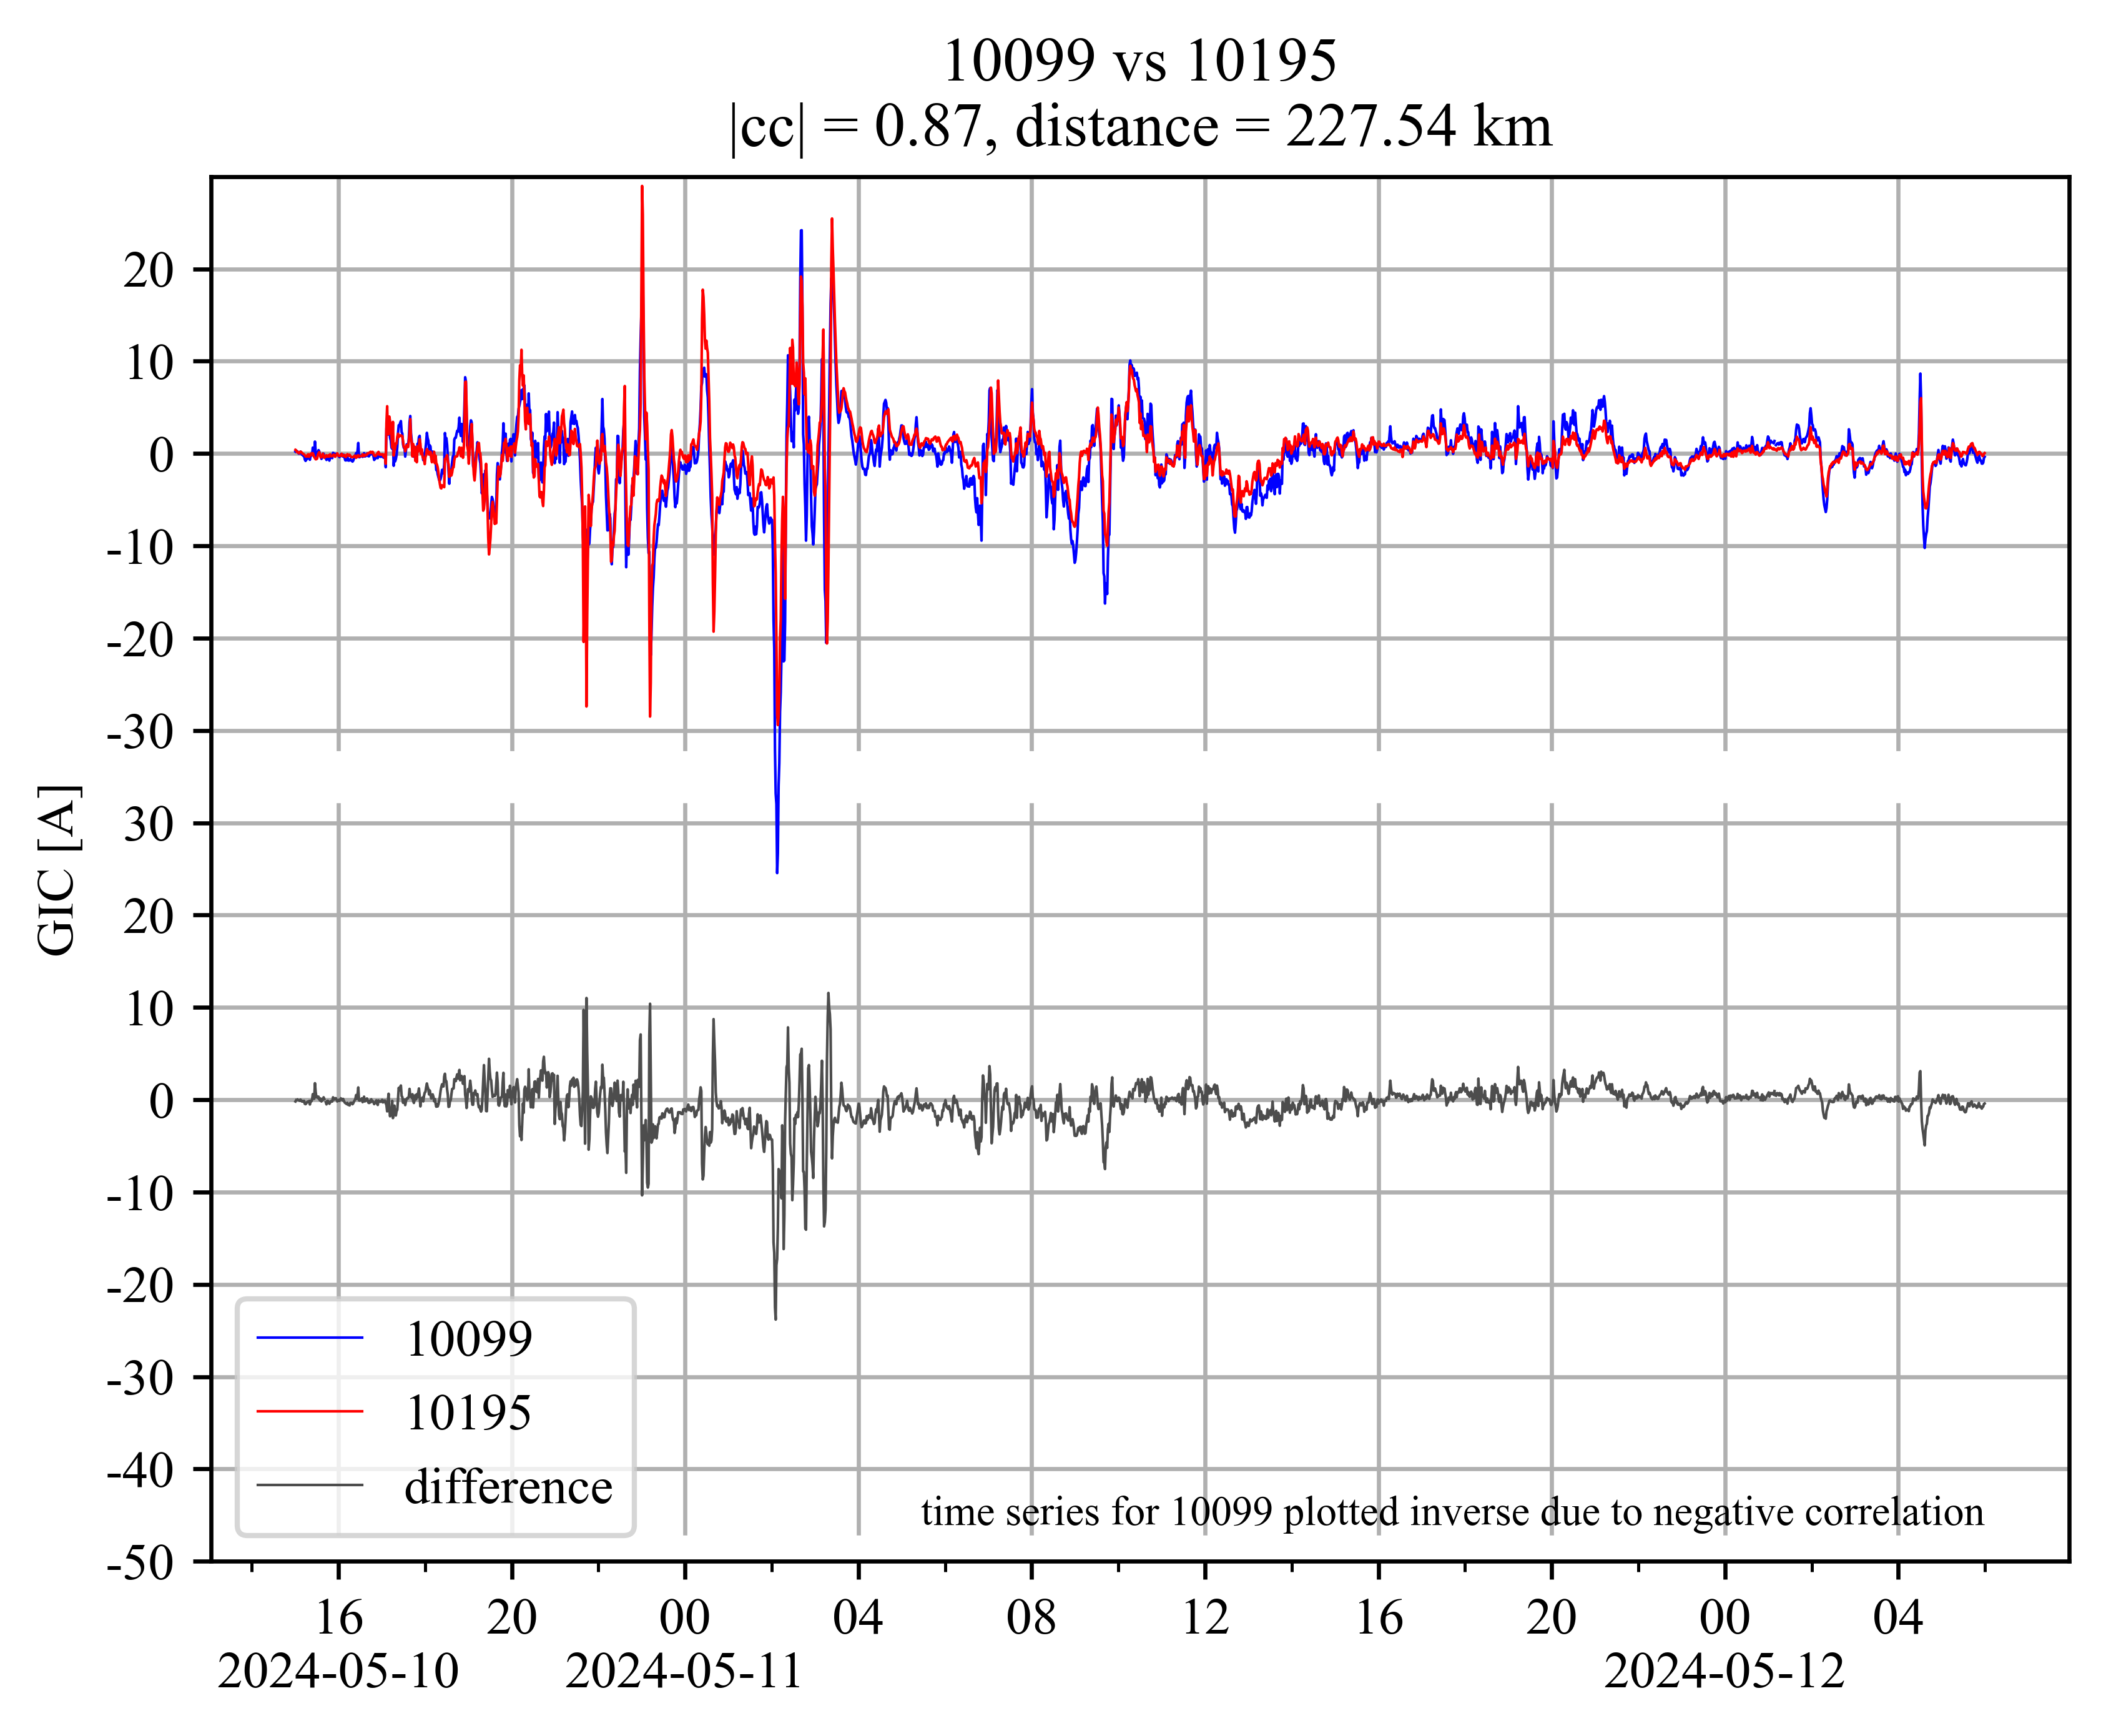 10099 vs 10195
|cc| = 0.87, distance = 227.54 km
GIC [A]
20
10
0
-10
-20
-30
30
20
10
0
-10
-20
-30
-40
-50
10099
10195
difference
time series for 10099 plotted inverse due to negative correlation
16 20 00 04 08 12 16 20 00 04
2024-05-10 2024-05-11 2024-05-12